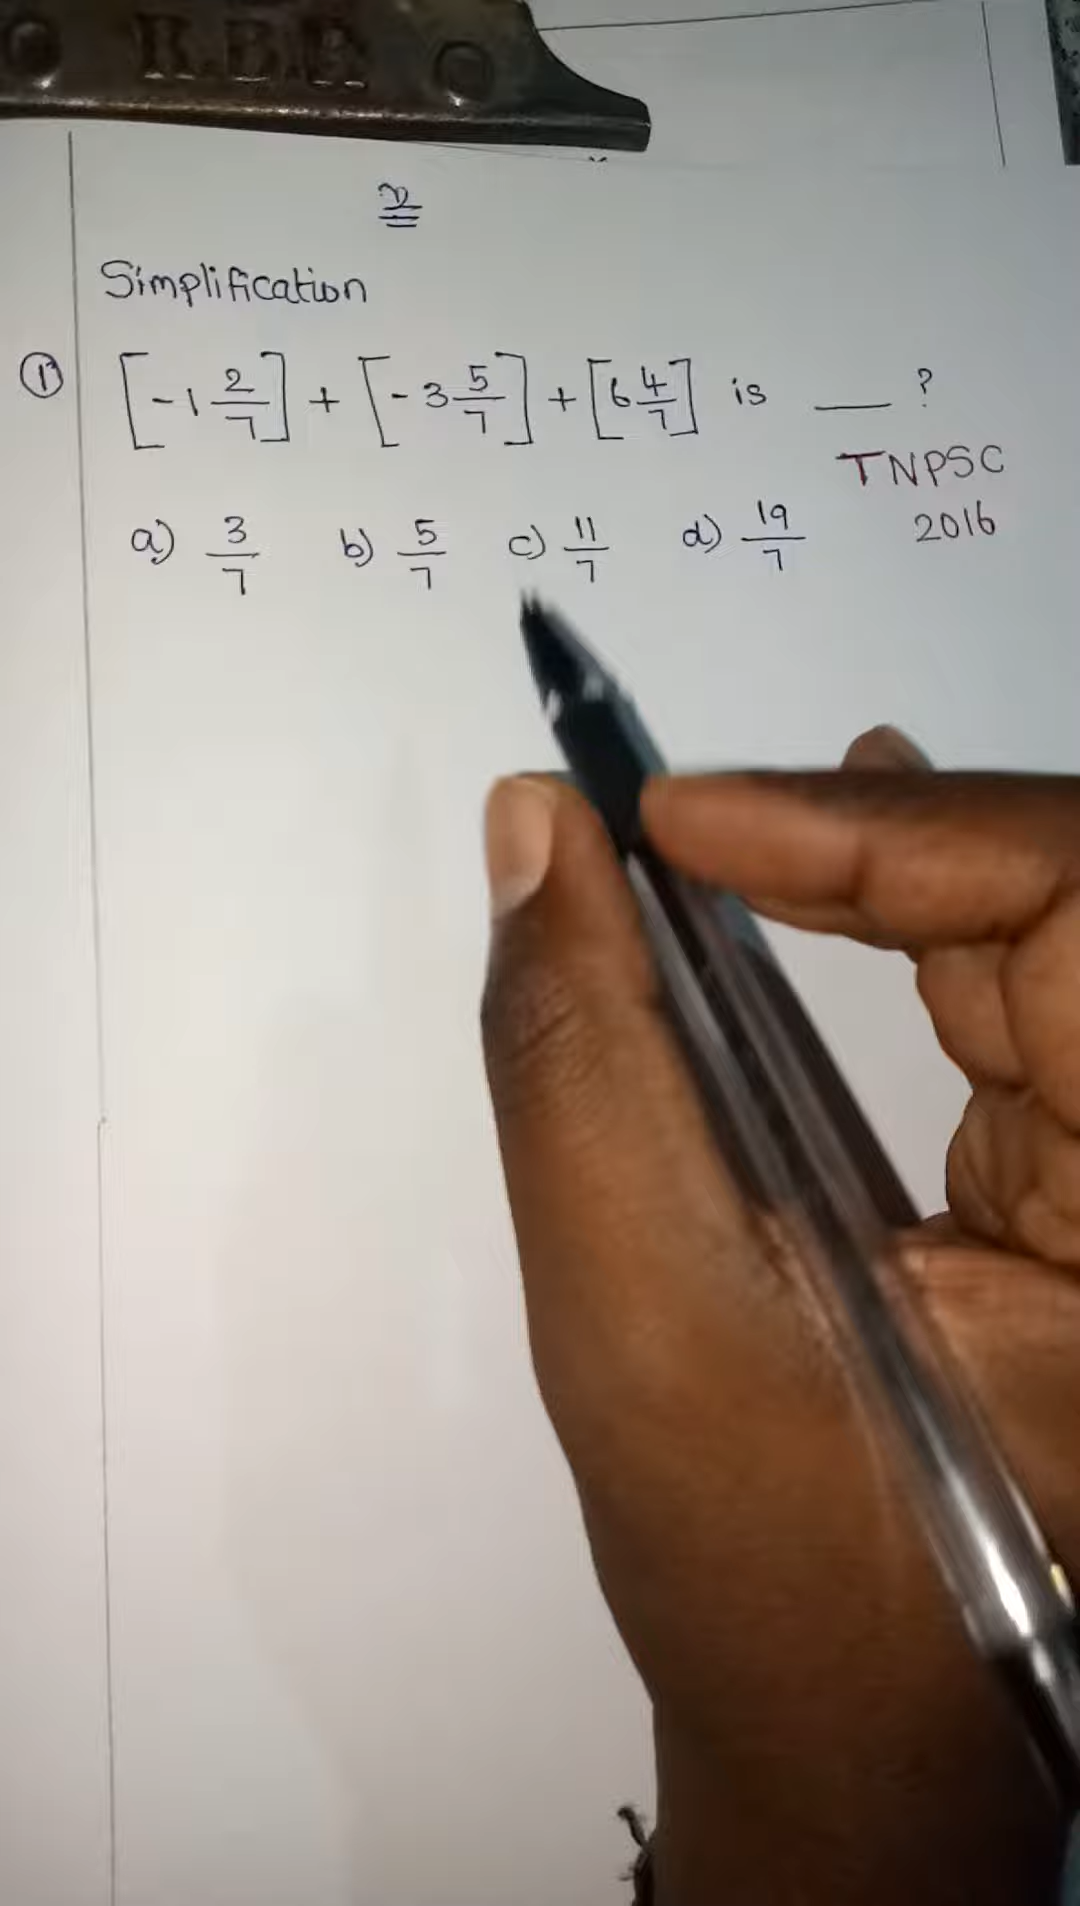 R.B.B
உ
Simplification
① [-1 2/7] + [-3 5/7] + [6 4/7] is __ ?
TNPSC
a) 3/7 b) 5/7 c) 11/7 d) 19/7
2016